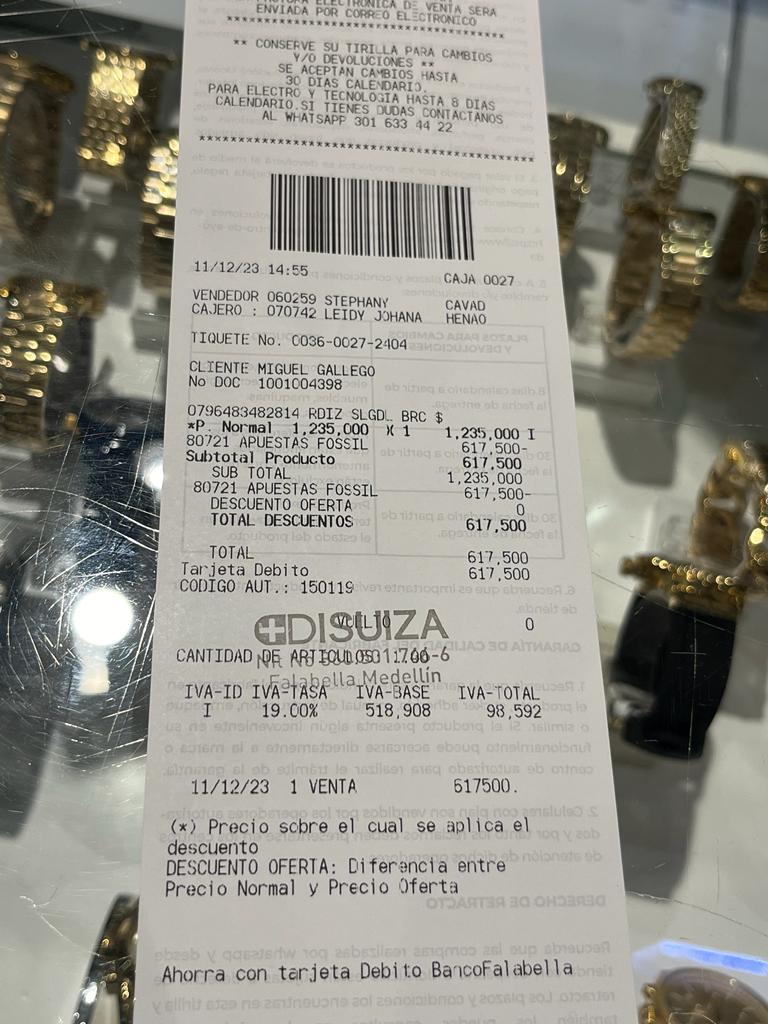 ELECTRONICA DE VENTA SERA
ENVIADA POR CORREO ELECTRONICO
****************************************
** CONSERVE SU TIRILLA PARA CAMBIOS
Y/O DEVOLUCIONES **
SE ACEPTAN CAMBIOS HASTA
30 DIAS CALENDARIO.
PARA ELECTRO Y TECNOLOGIA HASTA 8 DIAS
CALENDARIO.SI TIENES DUDAS CONTACTANOS
AL WHATSAPP 301 633 44 22
****************************************
11/12/23 14:55 CAJA 0027
VENDEDOR 060259 STEPHANY CAVAD
CAJERO : 070742 LEIDY JOHANA HENAO
TIQUETE No. C036-0027-2404
CLIENTE MIGUEL GALLEGO
No DOC 1001004398
0796483482814 RDIZ SLGDL BRC $
*P. Normal 1,235,000 X 1 1,235,000 I
80721 APUESTAS FOSSIL 617,500-
Subtotal Producto 617,500
SUB TOTAL 1,235,000
80721 APUESTAS FOSSIL 617,500-
DESCUENTO OFERTA 0
TOTAL DESCUENTOS 617,500
TOTAL 617,500
Tarjeta Debito 617,500
CODIGO AUT.: 150119
VUELTO 0
DISUIZA
CANTIDAD DE ARTICULOS
Falabella Medellín
IVA-ID IVA-TASA IVA-BASE IVA-TOTAL
I 19.00% 518,908 98,592
11/12/23 1 VENTA 617500.
(*) Precio sobre el cual se aplica el
descuento
DESCUENTO OFERTA: Diferencia entre
Precio Normal y Precio Oferta
Ahorra con tarjeta Debito BancoFalabella